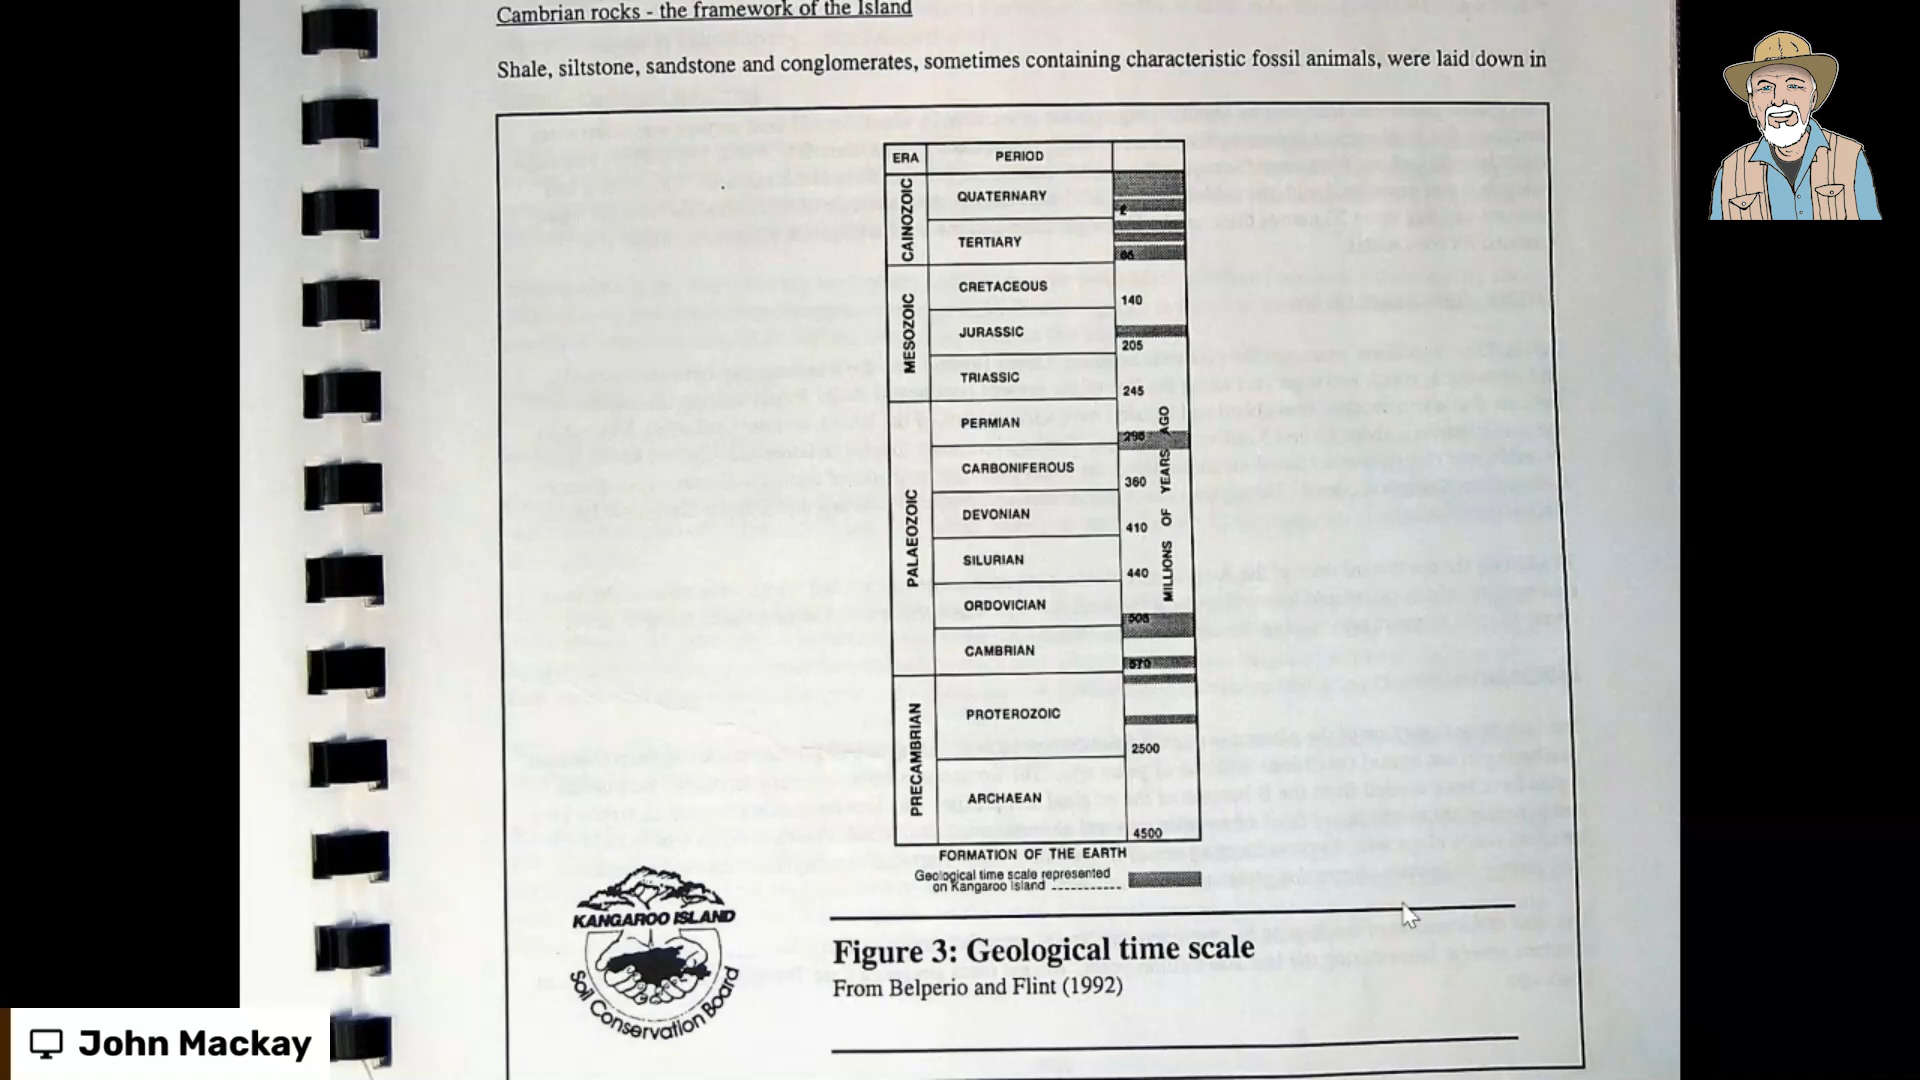 Cambrian rocks - the framework of the Island
Shale, siltstone, sandstone and conglomerates, sometimes containing characteristic fossil animals, were laid down in
ERA
PERIOD
CAINOZOIC
QUATERNARY
TERTIARY
MESOZOIC
CRETACEOUS
140
JURASSIC
205
TRIASSIC
245
PALAEOZOIC
PERMIAN
290
CARBONIFEROUS
360
DEVONIAN
410
SILURIAN
440
ORDOVICIAN
CAMBRIAN
570
MILLIONS OF YEARS AGO
PRECAMBRIAN
PROTEROZOIC
2500
ARCHAEAN
4500
FORMATION OF THE EARTH
Geological time scale represented
on Kangaroo Island
KANGAROO ISLAND
Soil Conservation Board
Figure 3: Geological time scale
From Belperio and Flint (1992)
John Mackay